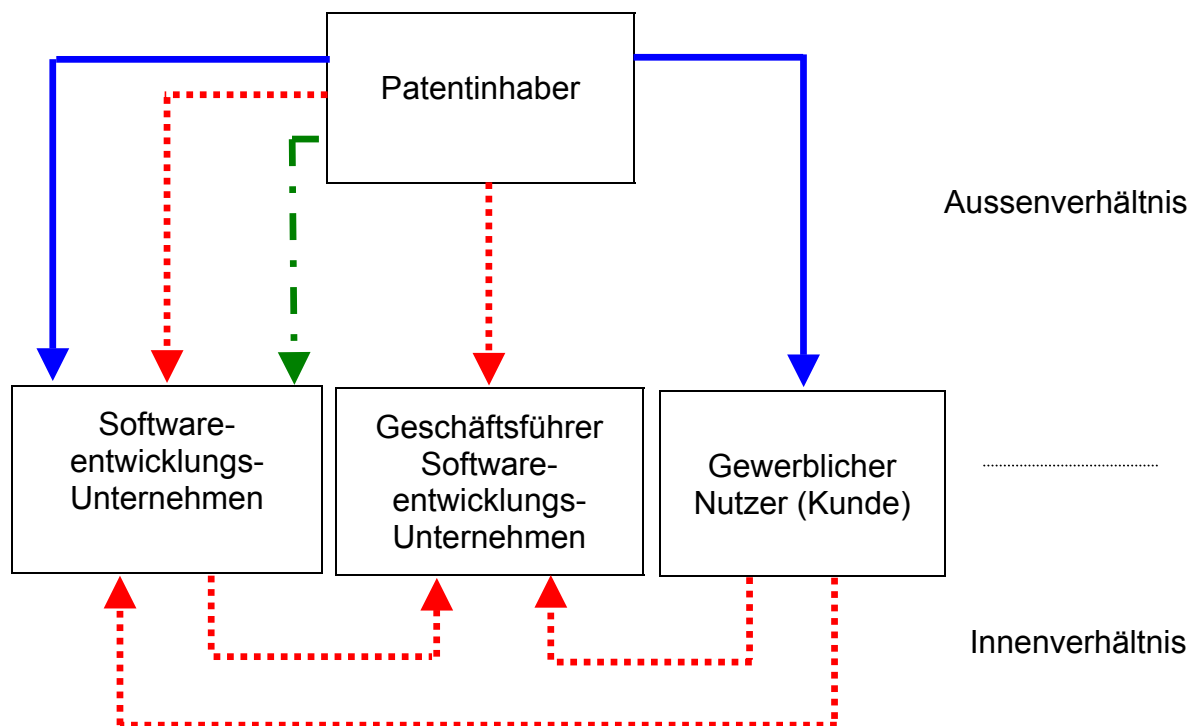 Patentinhaber
Aussenverhältnis
Software-
entwicklungs-
Unternehmen
Geschäftsführer
Software-
entwicklungs-
Unternehmen
Gewerblicher
Nutzer (Kunde)
Innenverhältnis